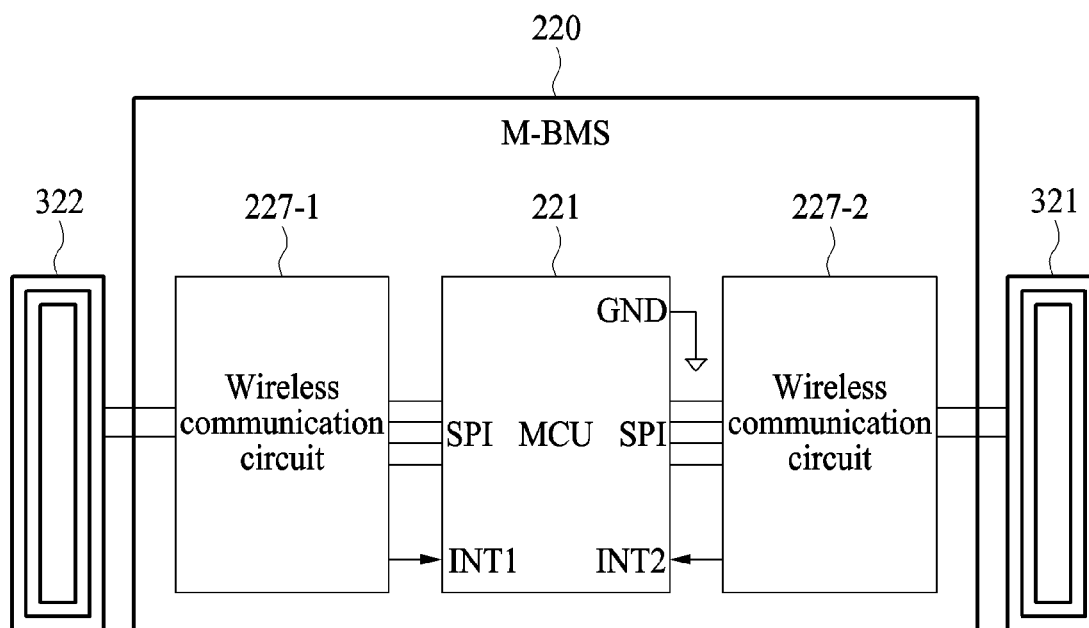 220
M-BMS
322
227-1
221
227-2
321
GND
Wireless
communication
circuit
SPI
MCU
SPI
Wireless
communication
circuit
INT1
INT2